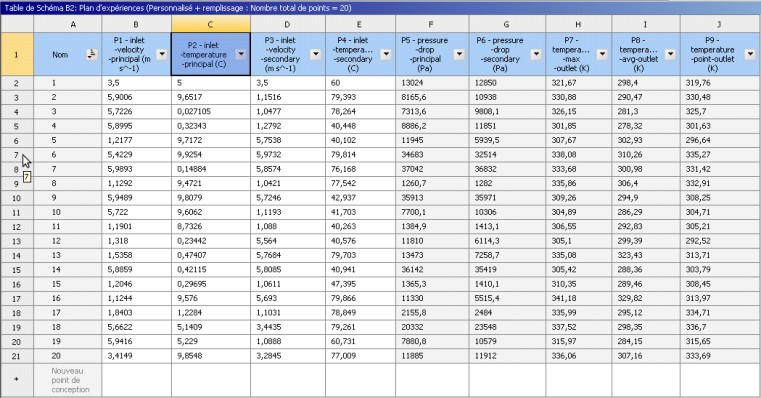 Table de Schéma B2: Plan d'expériences (Personnalisé + remplissage : Nombre total de points = 20)
A B C D E F G H I J
1 Nom P1 - inlet -velocity -principal (m s^-1) P2 - inlet -temperature -principal (C) P3 - inlet -velocity -secondary (m s^-1) P4 - inlet -tempera... -secondary (C) P5 - pressure -drop -principal (Pa) P6 - pressure -drop -secondary (Pa) P7 - tempera... -max -outlet (K) P8 - tempera... -avg-outlet (K) P9 - temperature -point-outlet (K)
2 1 3,5 5 3,5 60 13024 12850 321,67 298,4 319,76
3 2 5,9006 9,6517 1,1516 79,393 8165,6 10938 330,88 290,47 330,48
4 3 5,7226 0,027105 1,0477 78,264 7313,6 9808,1 326,15 281,3 325,7
5 4 5,8995 0,32343 1,2792 40,448 8886,2 11851 301,85 278,32 301,63
6 5 1,2177 9,7172 5,7538 40,102 11945 5939,5 307,67 302,93 296,64
7 6 5,4229 9,9254 5,9732 79,814 34683 32514 338,08 310,26 335,27
8 7 5,9893 0,14884 5,8574 76,168 37042 36832 333,68 300,98 331,42
7
9 8 1,1292 9,4721 1,0421 77,542 1260,7 1282 335,86 306,4 332,91
10 9 5,9489 9,8079 5,7246 42,937 35913 35971 309,26 294,9 308,25
11 10 5,722 9,6062 1,1193 41,703 7700,1 10306 304,89 286,29 304,71
12 11 1,1901 8,7326 1,088 40,263 1384,9 1413,1 306,55 292,83 305,21
13 12 1,318 0,23442 5,564 40,576 11810 6114,3 305,1 299,39 292,52
14 13 1,5358 0,47407 5,7684 79,703 13473 7258,7 335,08 323,43 313,71
15 14 5,8859 0,42115 5,8085 40,941 36142 35419 305,42 288,36 303,79
16 15 1,2046 0,29695 1,0611 47,395 1365,3 1410,1 310,35 289,46 308,45
17 16 1,1244 9,576 5,693 79,866 11330 5515,4 341,18 329,82 313,97
18 17 1,8403 1,2284 1,1031 78,849 2155,8 2484 335,99 295,12 334,71
19 18 5,6622 5,1409 3,4435 79,261 20332 23548 337,52 298,35 336,7
20 19 5,9416 5,229 1,0888 60,731 7880,8 10579 315,97 284,15 315,65
21 20 3,4149 9,8548 3,2845 77,009 11885 11912 336,06 307,16 333,69
+ Nouveau point de conception